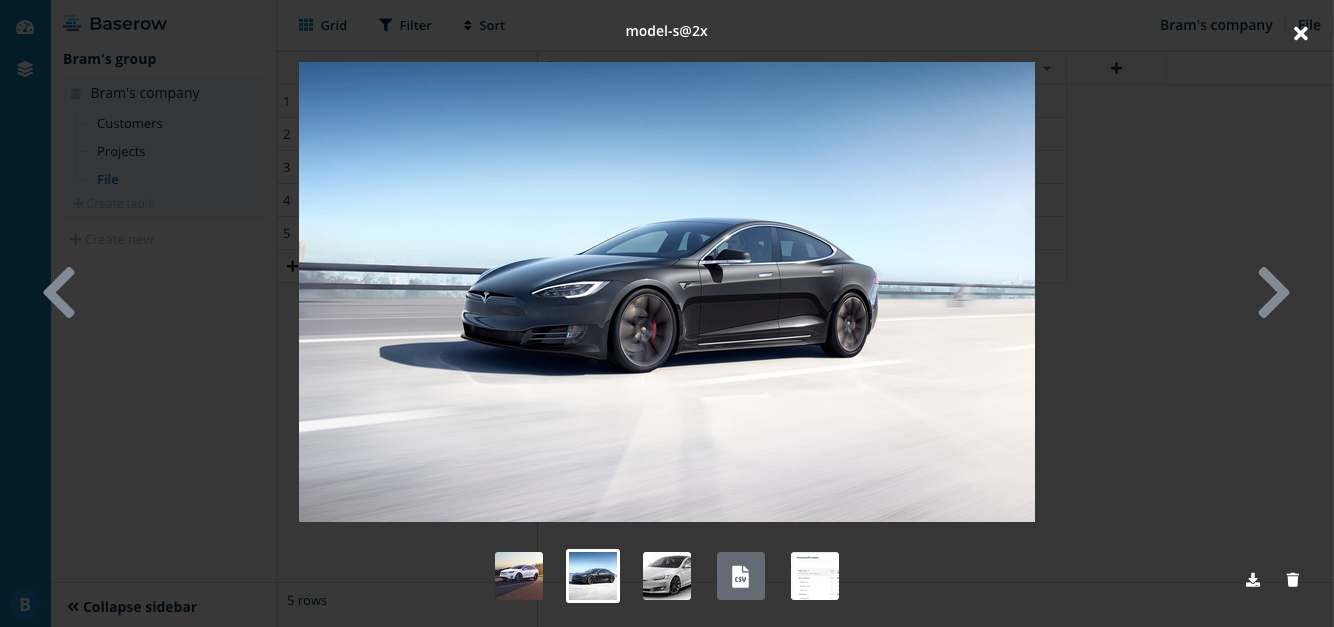 model-s@2x
Baserow
Grid
Filter
Sort
Bram's company
File
Bram's group
Bram's company
Customers
Projects
File
Create table
Create new
1
2
3
4
5
CSV
B
Collapse sidebar
5 rows